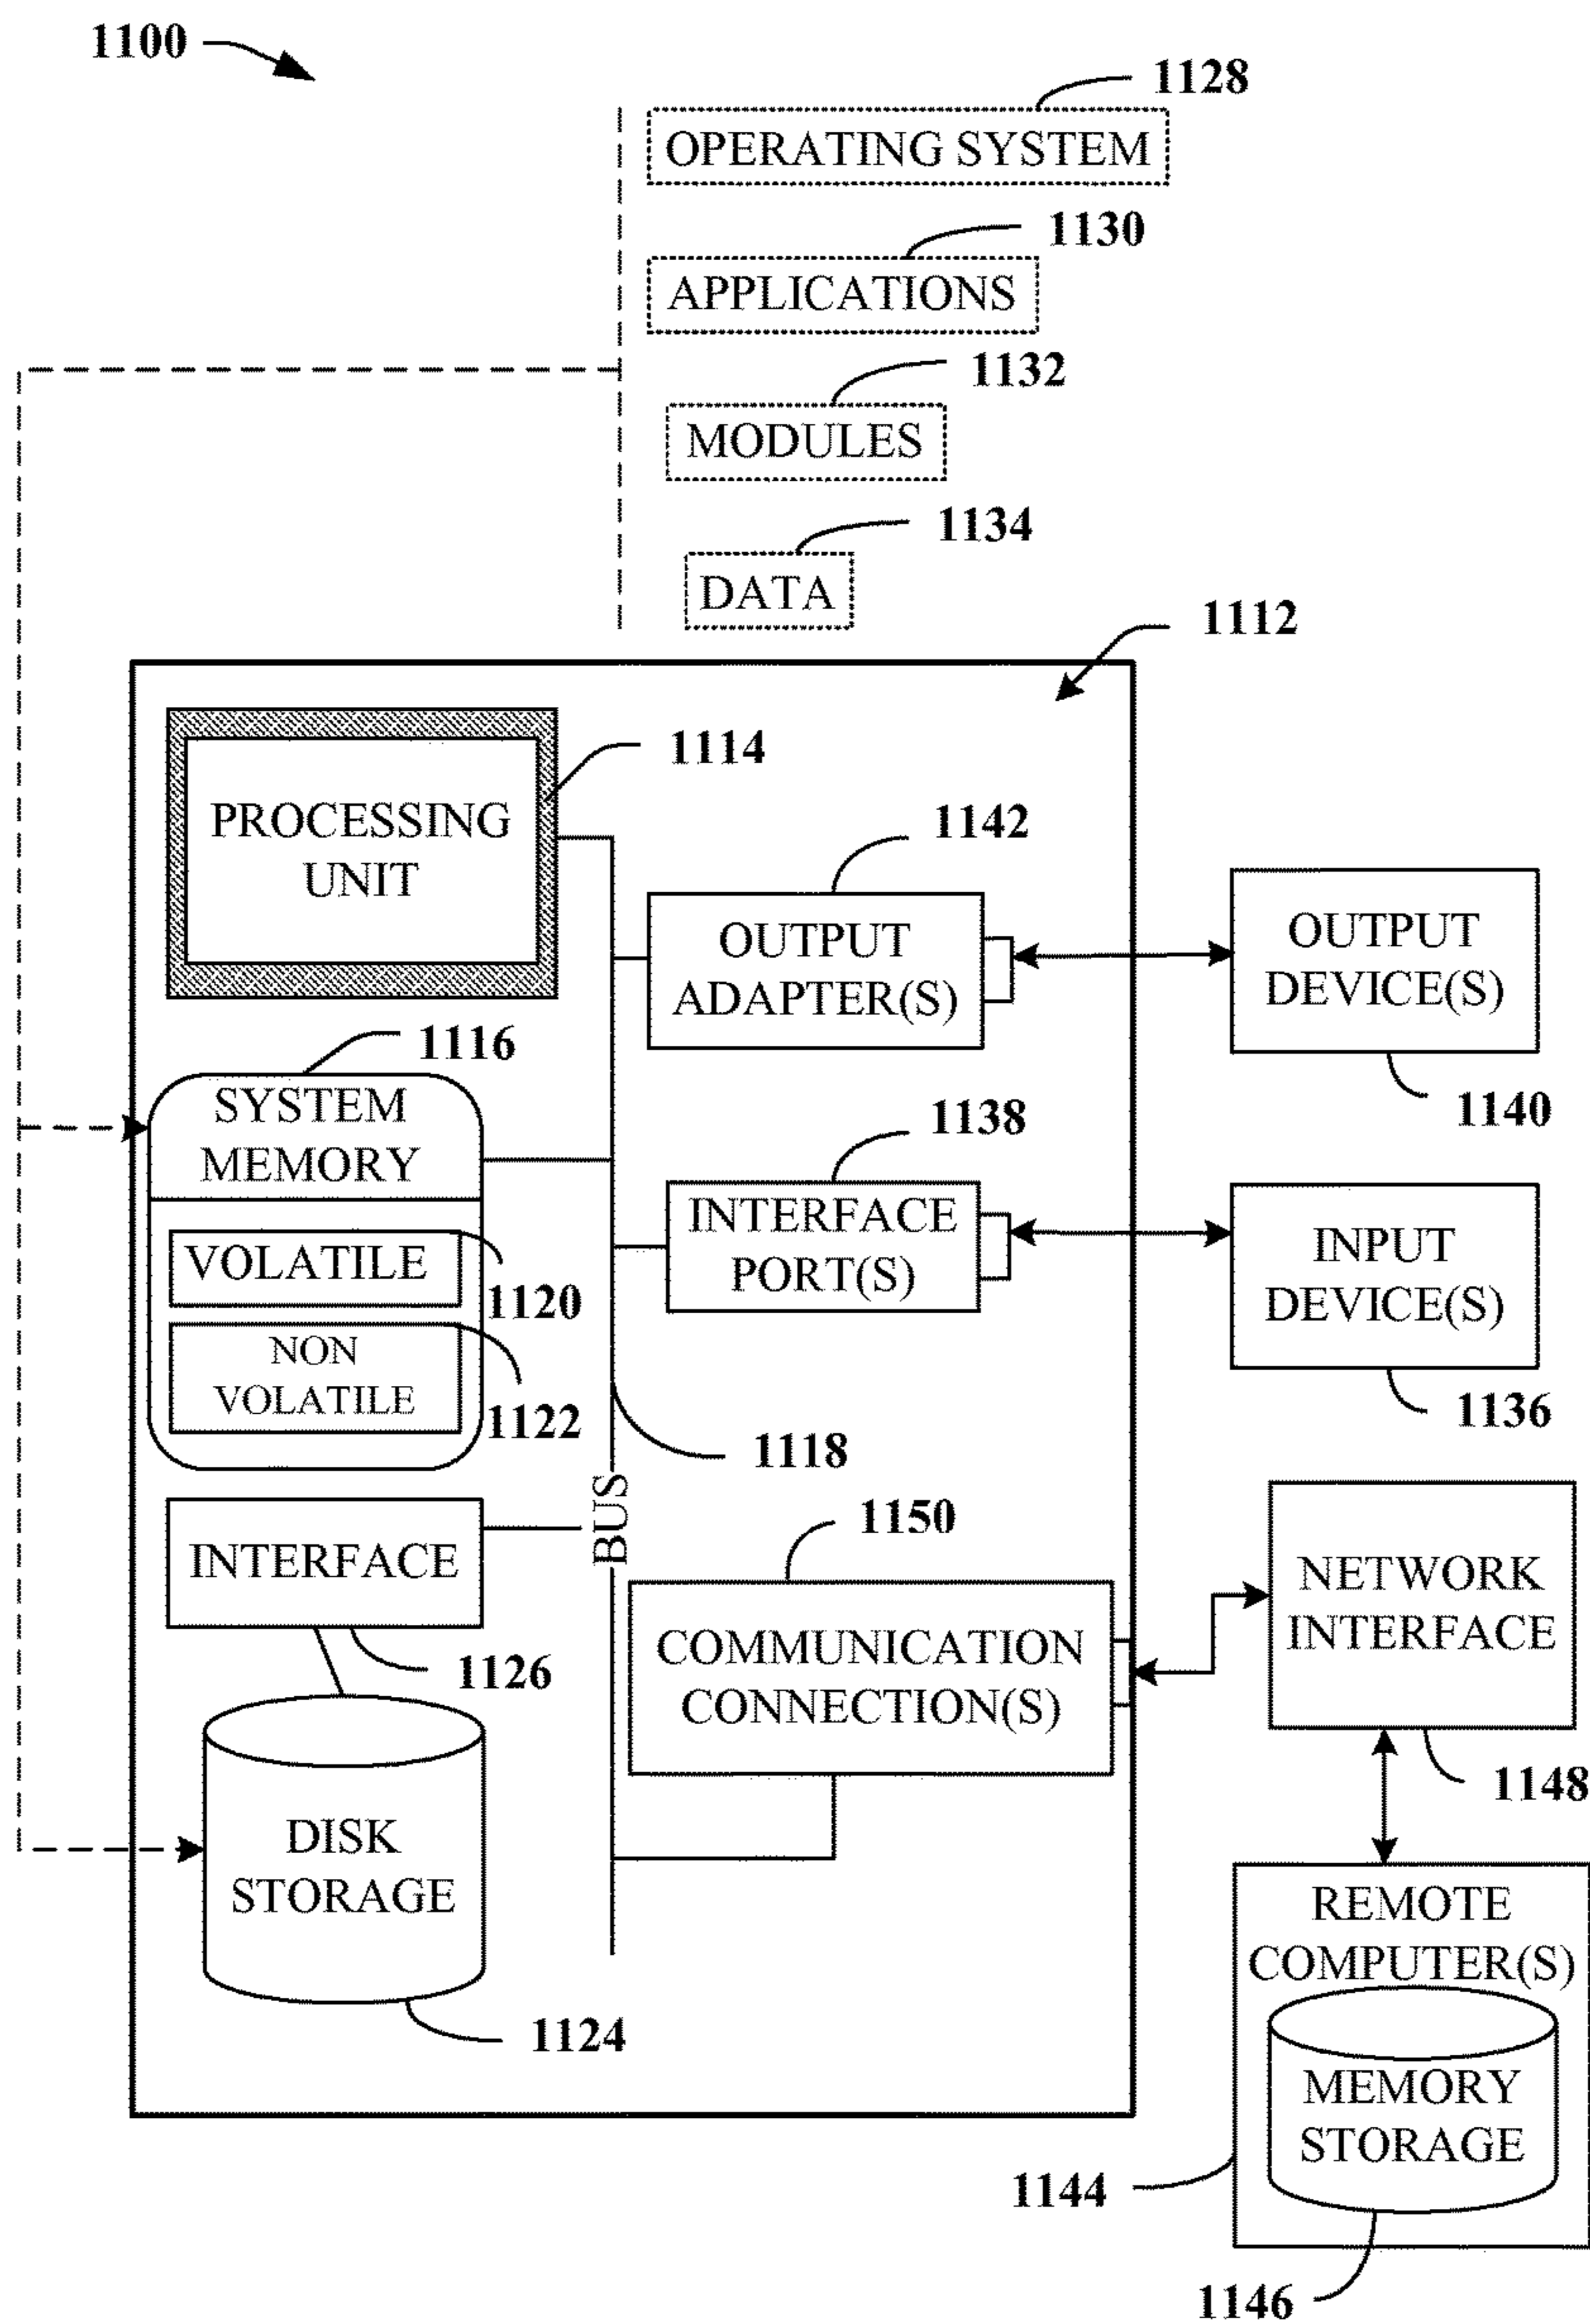 1100
1128
OPERATING SYSTEM
1130
APPLICATIONS
1132
MODULES
1134
DATA
1112
1114
PROCESSING
UNIT
1142
OUTPUT
ADAPTER(S)
OUTPUT
DEVICE(S)
1140
1116
SYSTEM
MEMORY
VOLATILE
1120
NON
VOLATILE
1122
1138
INTERFACE
PORT(S)
INPUT
DEVICE(S)
1136
1118
BUS
INTERFACE
1126
1150
COMMUNICATION
CONNECTION(S)
NETWORK
INTERFACE
1148
DISK
STORAGE
1124
REMOTE
COMPUTER(S)
MEMORY
STORAGE
1144
1146